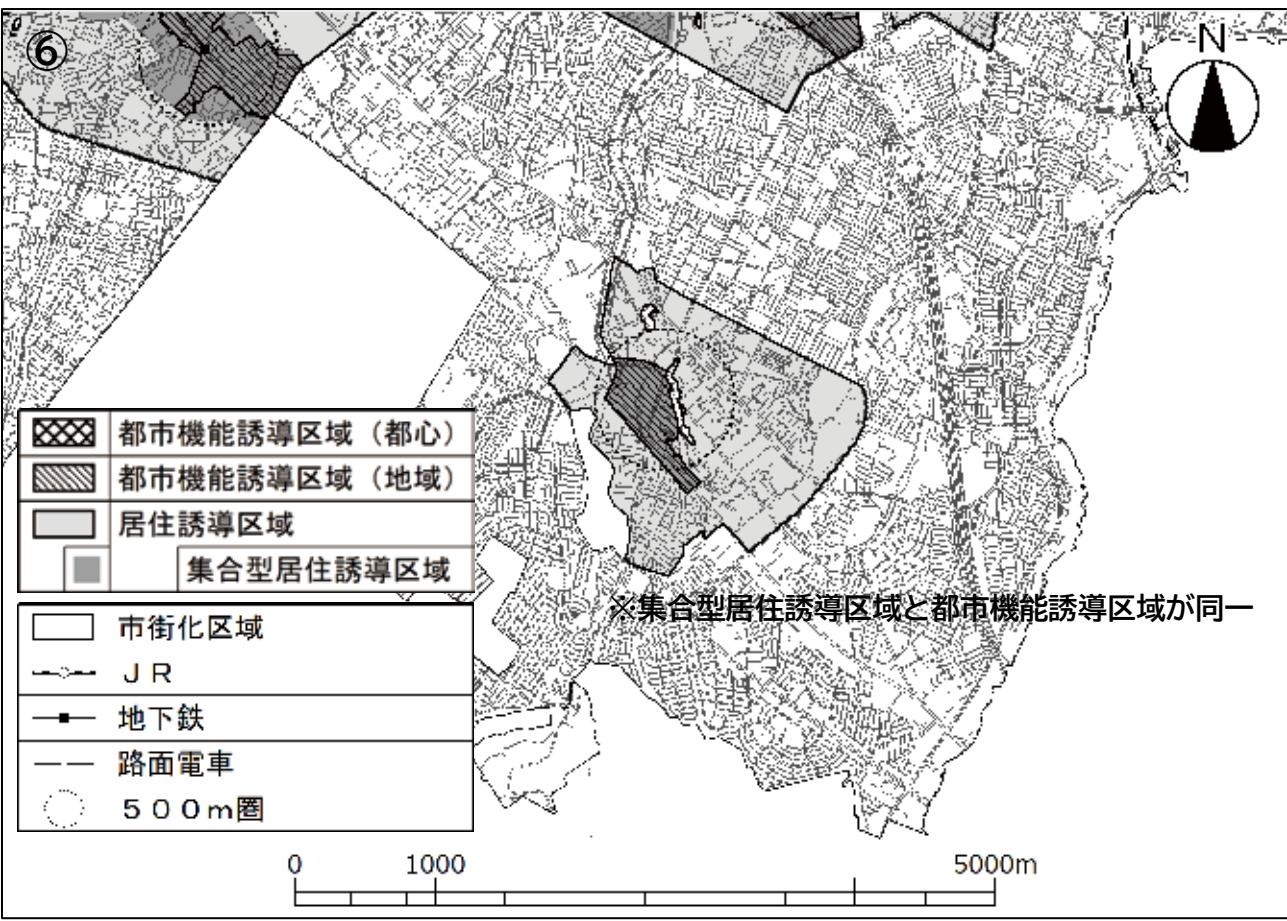 ⑥
N
都市機能誘導区域（都心）
都市機能誘導区域（地域）
居住誘導区域
集合型居住誘導区域
※集合型居住誘導区域と都市機能誘導区域が同一
市街化区域
ＪＲ
地下鉄
路面電車
５００ｍ圏
0 1000 5000m